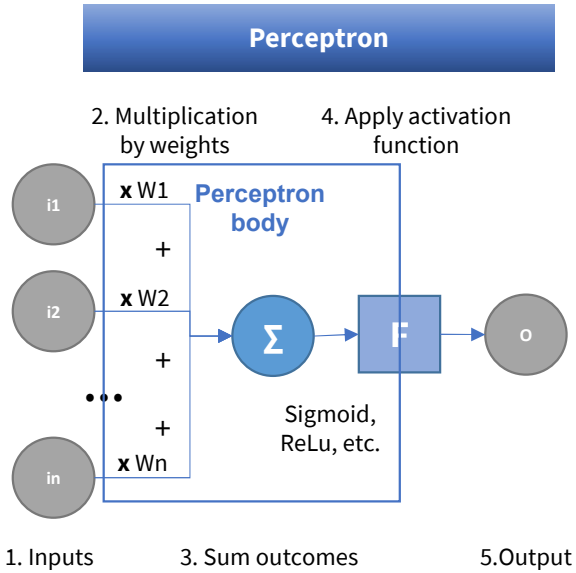 Perceptron
2. Multiplication
by weights
4. Apply activation
function
i1
x W1
Perceptron
body
+
i2
x W2
Σ
F
O
+
•••
+
Sigmoid,
ReLu, etc.
in
x Wn
1. Inputs
3. Sum outcomes
5.Output